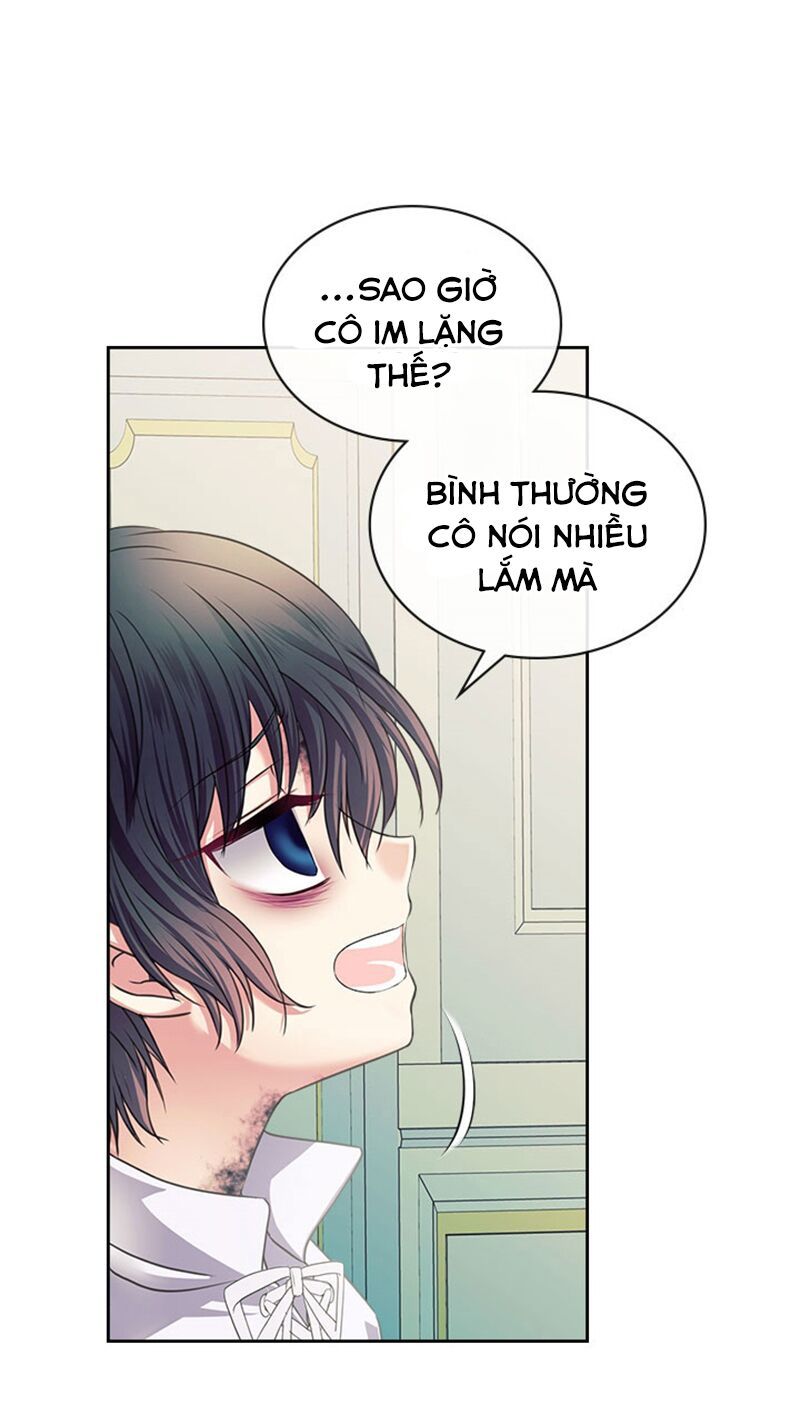 ...SAO GIỜ
CÔ IM LẶNG
THẾ?
BÌNH THƯỜNG
CÔ NÓI NHIỀU
LẮM MÀ